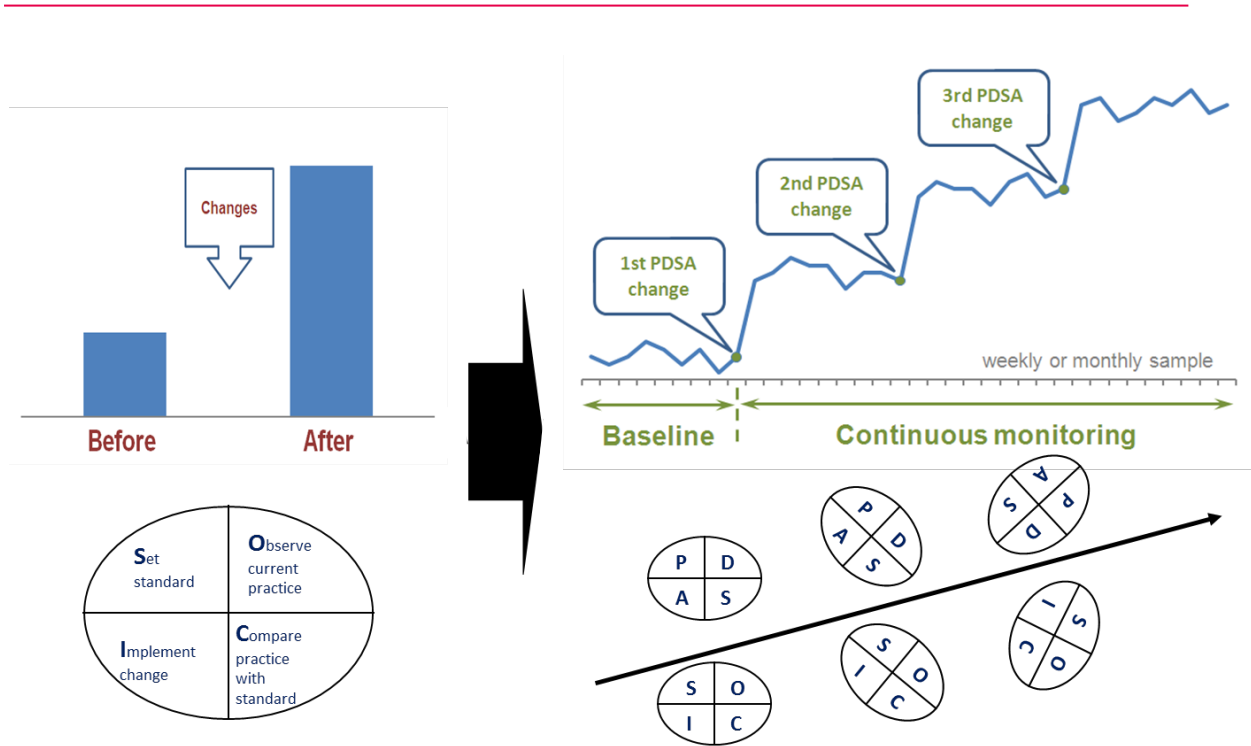 Changes
Before
After
Set
standard
Observe
current
practice
Implement
change
Compare
practice
with
standard
1st PDSA
change
2nd PDSA
change
3rd PDSA
change
weekly or monthly sample
Baseline
Continuous monitoring
P D
A S
P D
A S
A P
S D
S O
I C
S O
I C
I S
C O